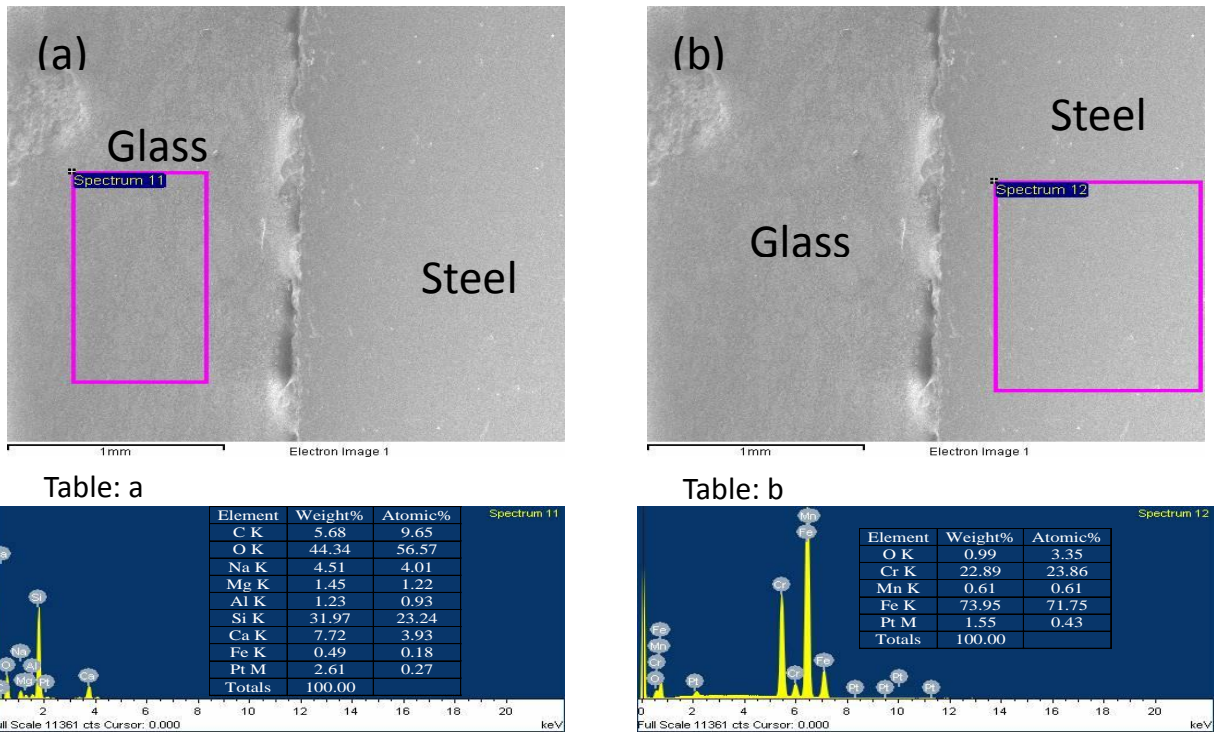 (a)
Glass
Spectrum 11
Steel
1mm
Electron Image 1
(b)
Steel
Spectrum 12
Glass
1mm
Electron Image 1
Table: a
Spectrum 11
Element Weight% Atomic%
C K 5.68 9.65
O K 44.34 56.57
Na K 4.51 4.01
Mg K 1.45 1.22
Al K 1.23 0.93
Si K 31.97 23.24
Ca K 7.72 3.93
Fe K 0.49 0.18
Pt M 2.61 0.27
Totals 100.00
Si
Na
O
Al
Mg
Pt
Ca
2 4 6 8 10 12 14 16 18 20
Scale 11361 cts Cursor: 0.000
keV
Table: b
Spectrum 12
Element Weight% Atomic%
O K 0.99 3.35
Cr K 22.89 23.86
Mn K 0.61 0.61
Fe K 73.95 71.75
Pt M 1.55 0.43
Totals 100.00
Mn
Fe
Cr
Fe
Mn
Cr
O
Pt
Cr
Fe
Pt
Pt
Pt
Pt
0 2 4 6 8 10 12 14 16 18 20
Full Scale 11361 cts Cursor: 0.000
keV